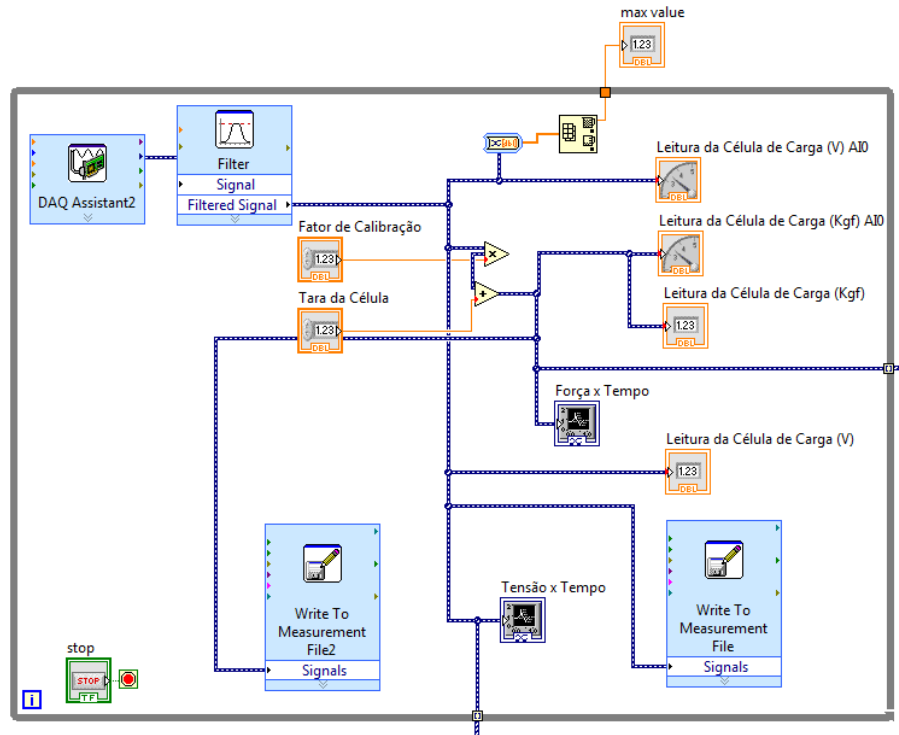 max value
1.23
DBL
DAQ Assistant2
Filter
Signal
Filtered Signal
Leitura da Célula de Carga (V) AI0
DBL
Fator de Calibração
1.23
DBL
Leitura da Célula de Carga (Kgf) AI0
DBL
Tara da Célula
1.23
DBL
Leitura da Célula de Carga (Kgf)
1.23
DBL
Força x Tempo
Leitura da Célula de Carga (V)
1.23
DBL
Write To
Measurement
File2
Signals
Tensão x Tempo
Write To
Measurement
File
Signals
stop
STOP
TF
i